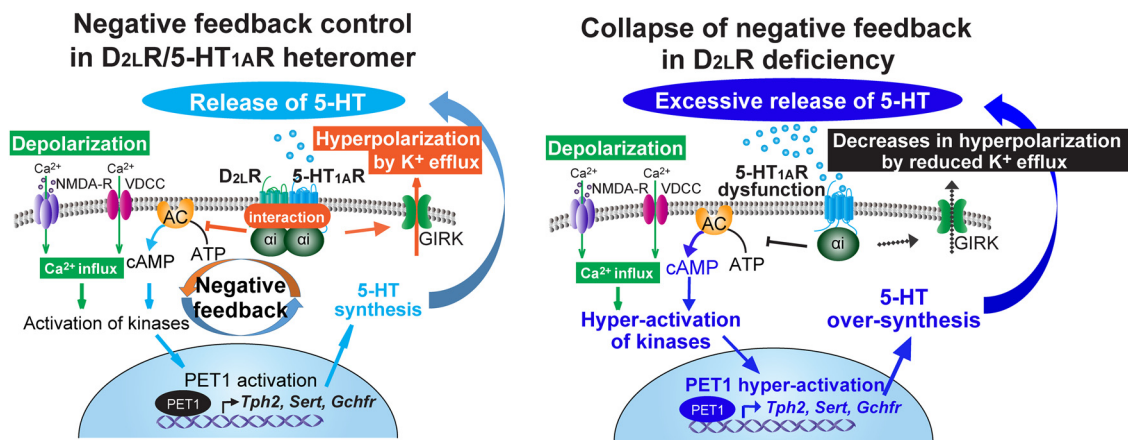 Negative feedback control
in D2LR/5-HT1AR heteromer
Release of 5-HT
Depolarization
Hyperpolarization
by K+ efflux
Ca2+
Ca2+
NMDA-R
VDCC
D2LR
5-HT1AR
interaction
AC
αi
αi
GIRK
ATP
cAMP
Ca2+ influx
Negative
feedback
5-HT
synthesis
Activation of kinases
PET1 activation
PET1
Tph2, Sert, Gchfr
Collapse of negative feedback
in D2LR deficiency
Excessive release of 5-HT
Depolarization
Decreases in hyperpolarization
by reduced K+ efflux
Ca2+
Ca2+
NMDA-R
VDCC
5-HT1AR
dysfunction
AC
αi
GIRK
cAMP
ATP
Ca2+ influx
5-HT
over-synthesis
Hyper-activation
of kinases
PET1 hyper-activation
PET1
Tph2, Sert, Gchfr